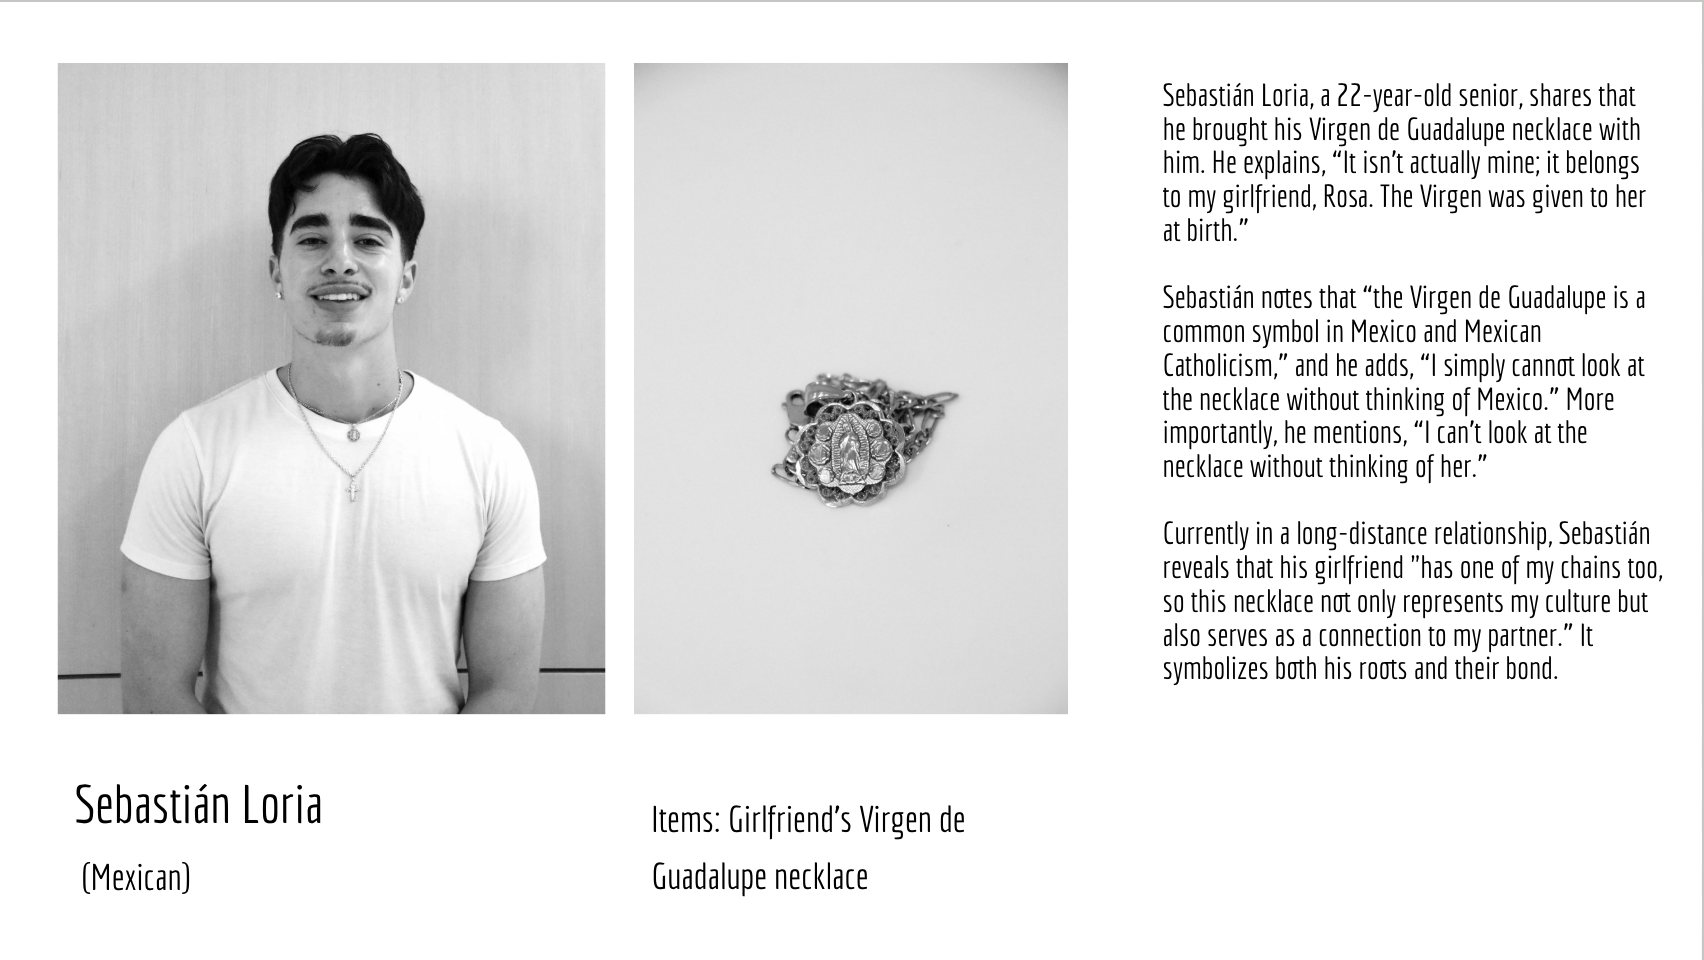 Sebastián Loria, a 22-year-old senior, shares that
he brought his Virgen de Guadalupe necklace with
him. He explains, “It isn’t actually mine; it belongs
to my girlfriend, Rosa. The Virgen was given to her
at birth.”
Sebastián notes that “the Virgen de Guadalupe is a
common symbol in Mexico and Mexican
Catholicism,” and he adds, “I simply cannot look at
the necklace without thinking of Mexico.” More
importantly, he mentions, “I can’t look at the
necklace without thinking of her.”
Currently in a long-distance relationship, Sebastián
reveals that his girlfriend "has one of my chains too,
so this necklace not only represents my culture but
also serves as a connection to my partner.” It
symbolizes both his roots and their bond.
Sebastián Loria
(Mexican)
Items: Girlfriend’s Virgen de
Guadalupe necklace